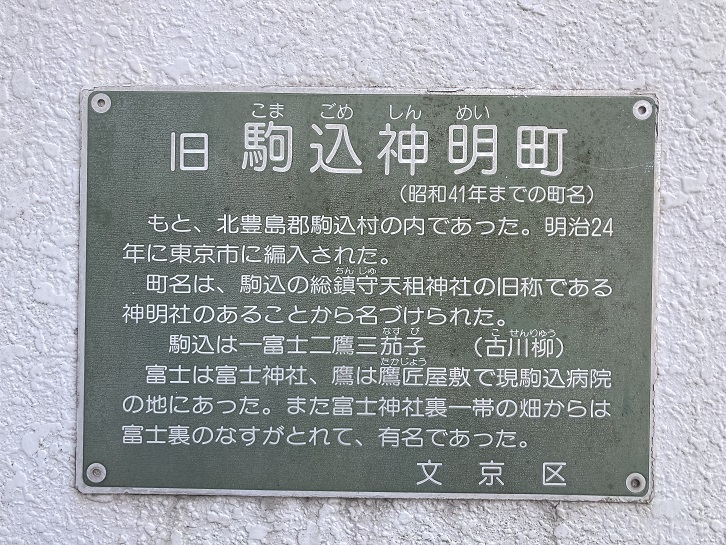 こま ごめ しん めい
旧 駒込神明町
（昭和41年までの町名）
もと、北豊島郡駒込村の内であった。明治24
年に東京市に編入された。
ちん じゅ
町名は、駒込の総鎮守天租神社の旧称である
神明社のあることから名づけられた。
なす び こ せんりゅう
駒込は一富士二鷹三茄子 （古川柳）
たかじょう
富士は富士神社、鷹は鷹匠屋敷で現駒込病院
の地にあった。また富士神社裏一帯の畑からは
富士裏のなすがとれて、有名であった。
文京区